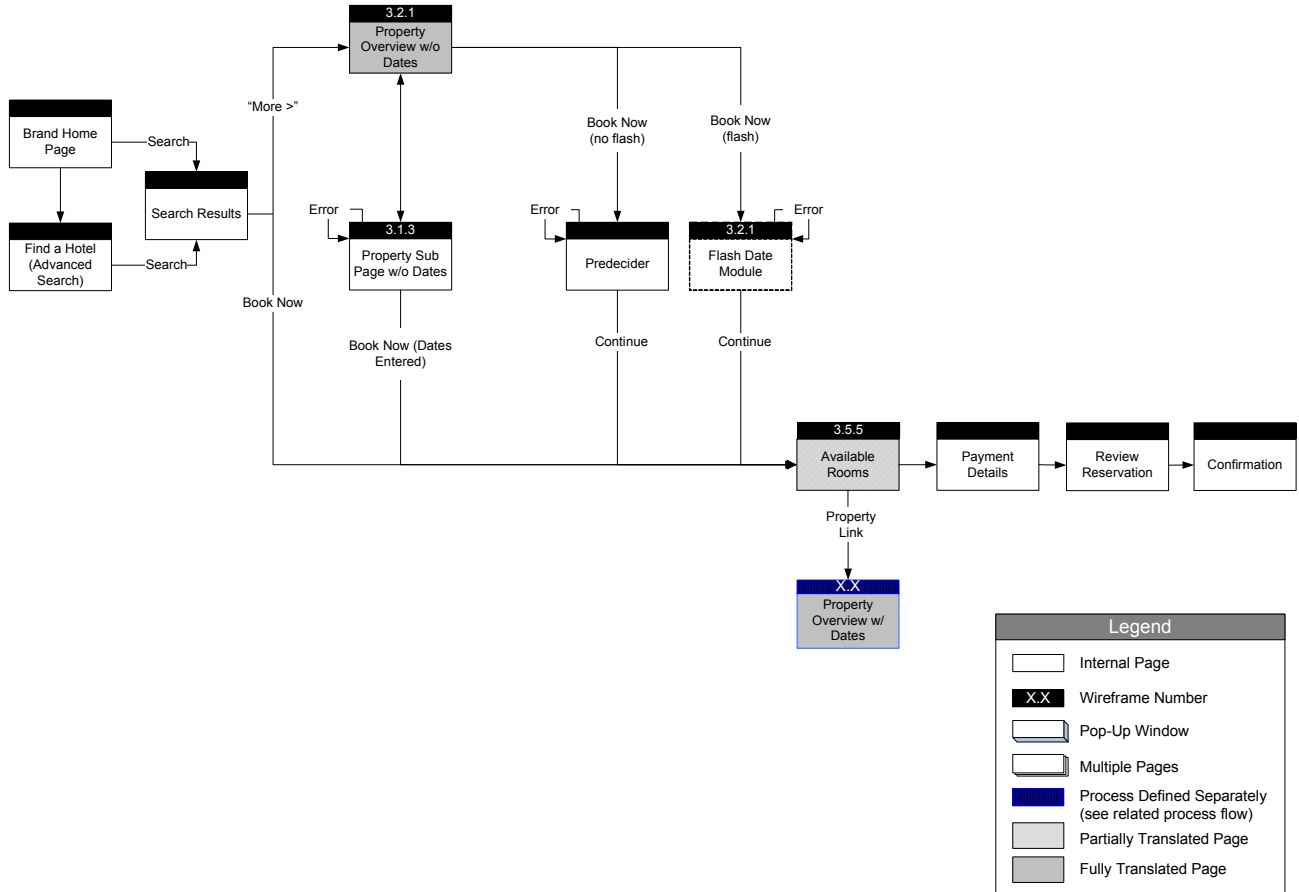 3.2.1
Property
Overview w/o
Dates
“More >”
Brand Home
Page
Search
Search Results
Find a Hotel
(Advanced
Search)
Search
Book Now
Error
3.1.3
Property Sub
Page w/o Dates
Book Now (Dates
Entered)
Book Now
(no flash)
Error
Predecider
Continue
Book Now
(flash)
Error
3.2.1
Flash Date
Module
Continue
3.5.5
Available
Rooms
Payment
Details
Review
Reservation
Confirmation
Property
Link
X.X
Property
Overview w/
Dates
Legend
Internal Page
X.X
Wireframe Number
Pop-Up Window
Multiple Pages
Process Defined Separately
(see related process flow)
Partially Translated Page
Fully Translated Page